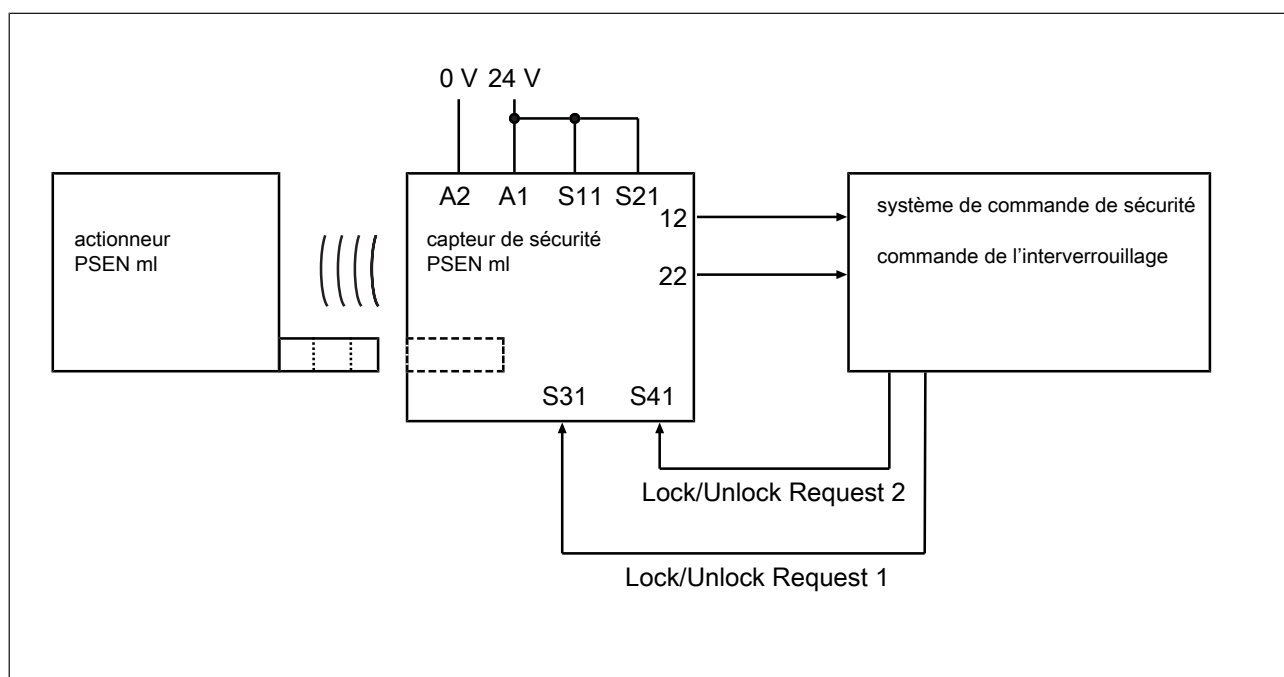 0 V 24 V
A2 A1 S11 S21
12
22
actionneur
PSEN ml
capteur de sécurité
PSEN ml
système de commande de sécurité
commande de l’interverrouillage
S31 S41
Lock/Unlock Request 2
Lock/Unlock Request 1